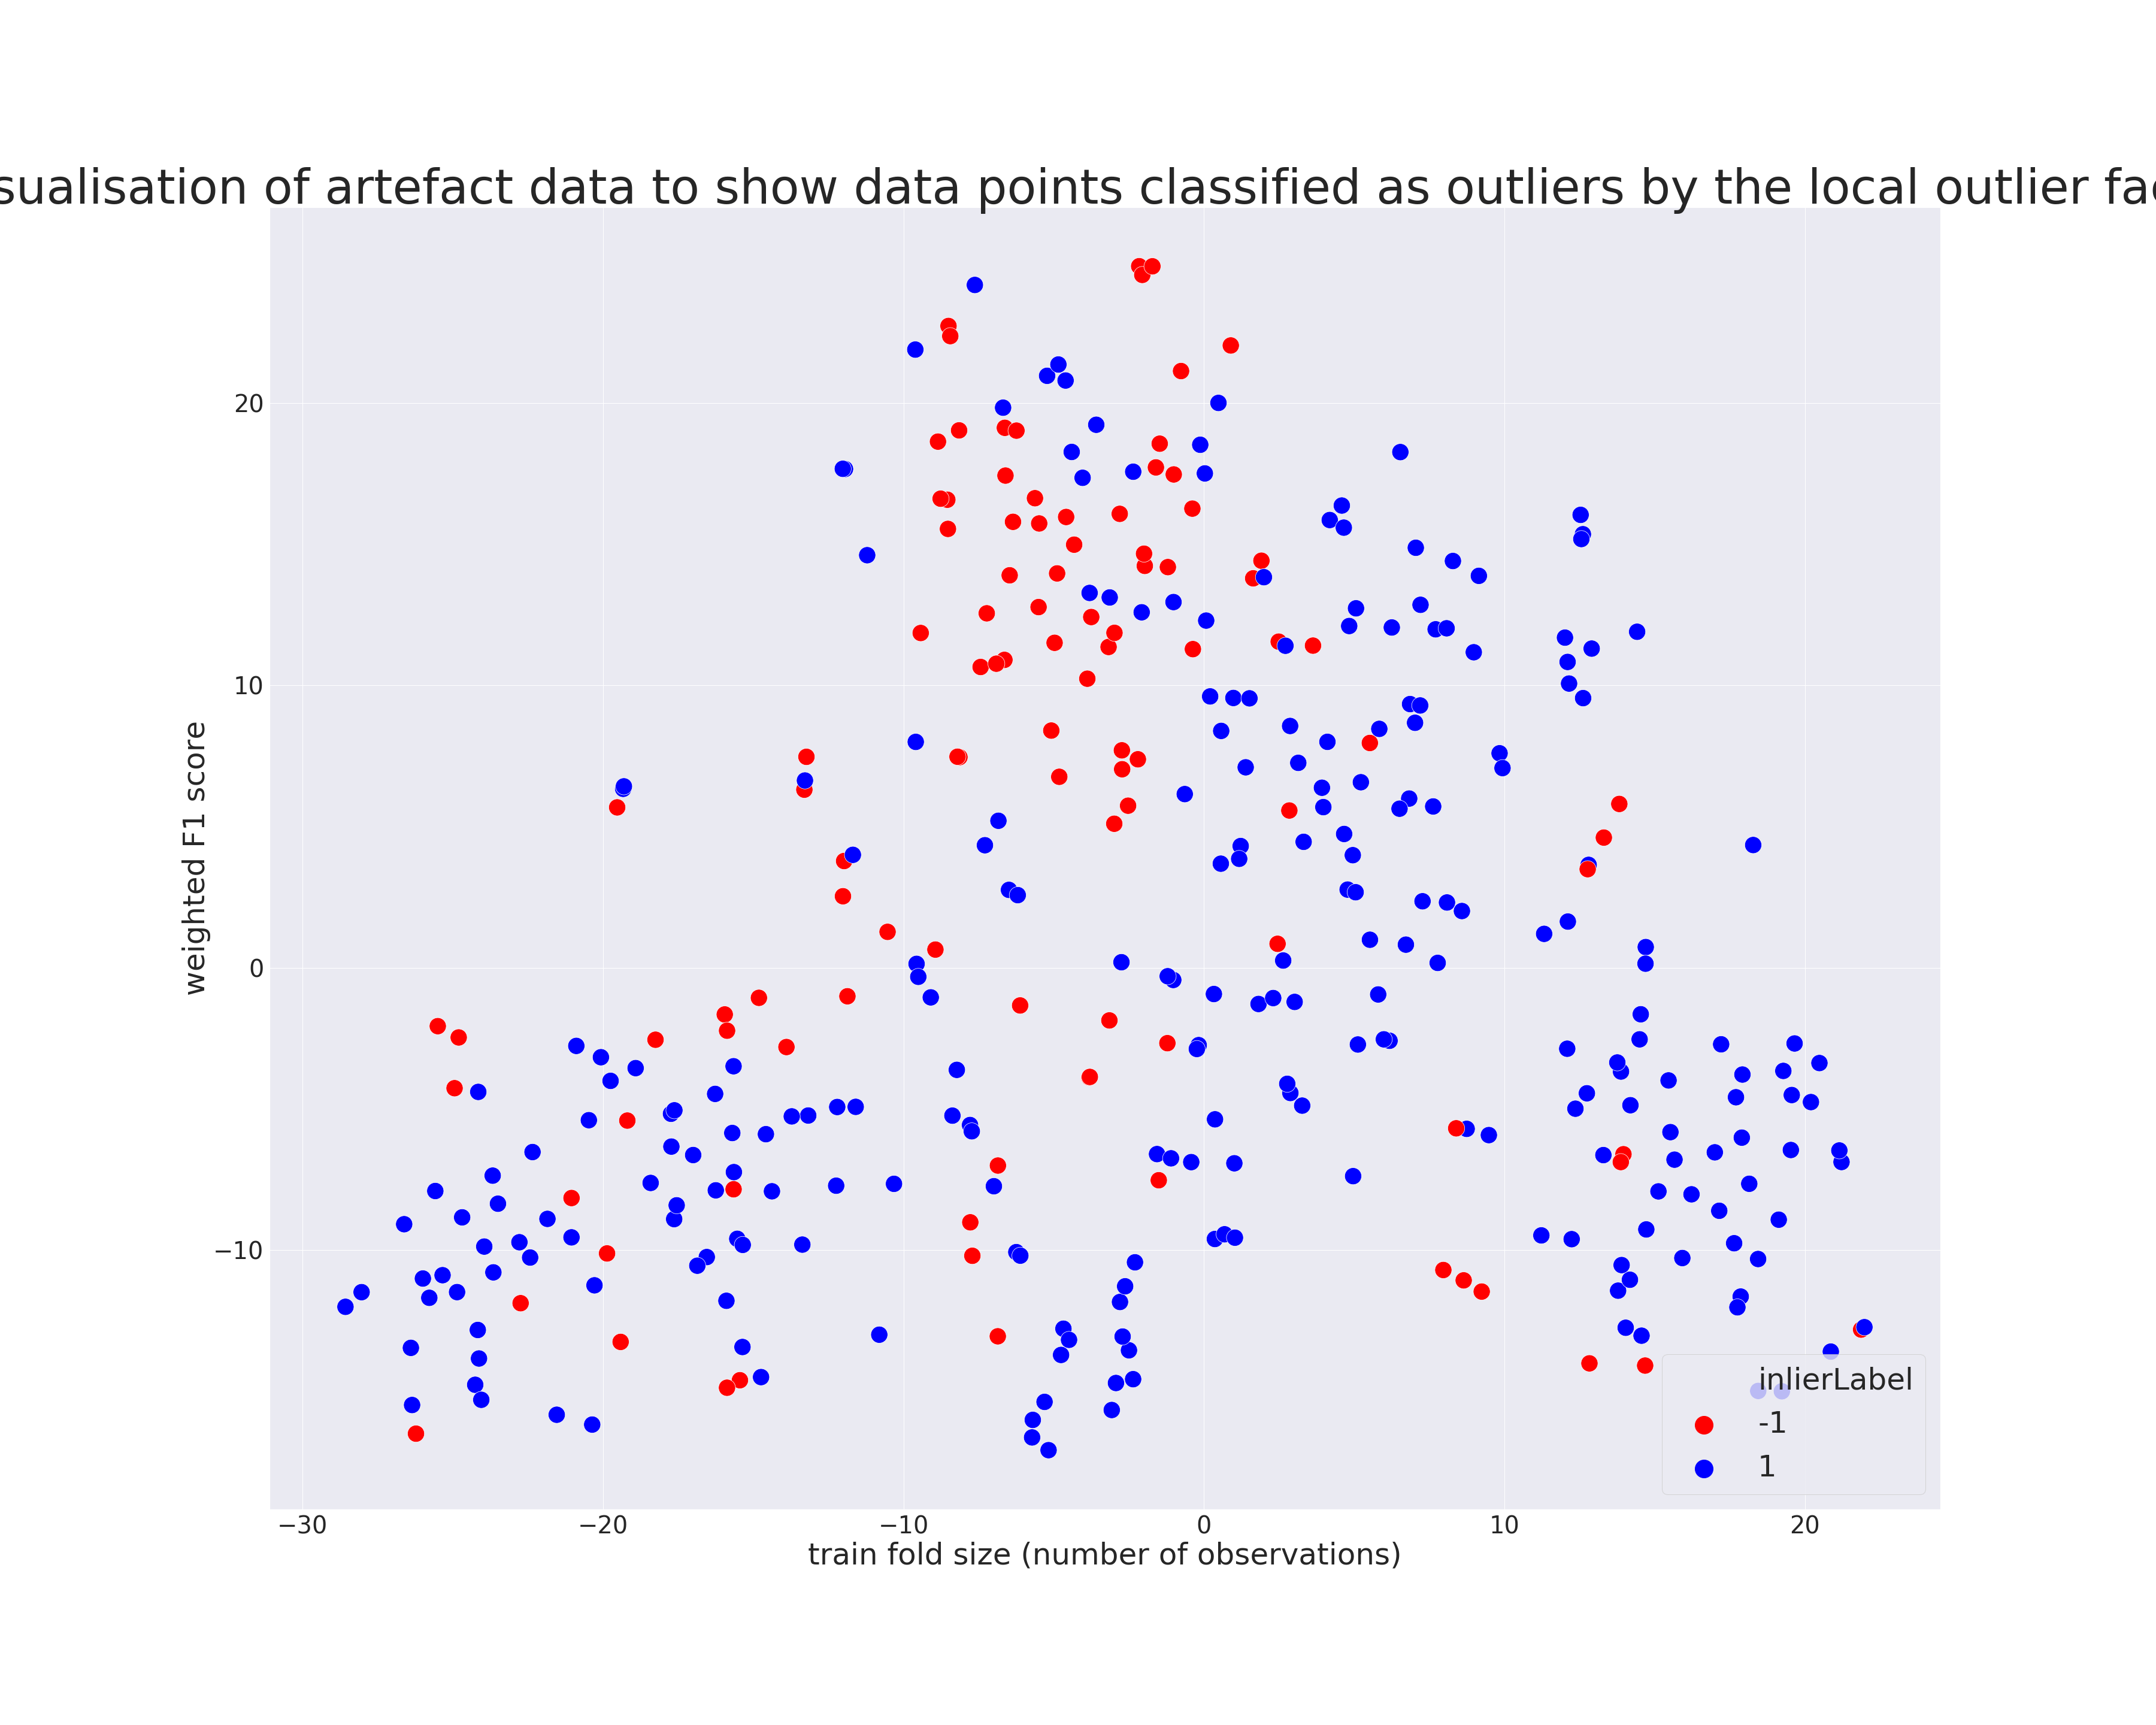 sualisation of artefact data to show data points classified as outliers by the local outlier fac
20
10
0
−10
weighted F1 score
−30 −20 −10 0 10 20
train fold size (number of observations)
inlierLabel
-1
1